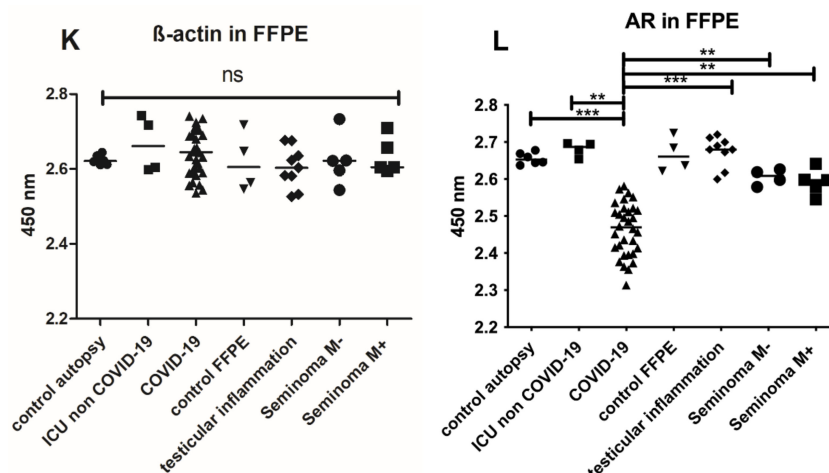 K
ß-actin in FFPE
ns
450 nm
2.8
2.6
2.4
2.2
control autopsy
ICU non COVID-19
COVID-19
control FFPE
testicular inflammation
Seminoma M-
Seminoma M+
L
AR in FFPE
**
**
***
**
***
450 nm
2.8
2.7
2.6
2.5
2.4
2.3
2.2
control autopsy
ICU non COVID-19
COVID-19
control FFPE
testicular inflammation
Seminoma M-
Seminoma M+